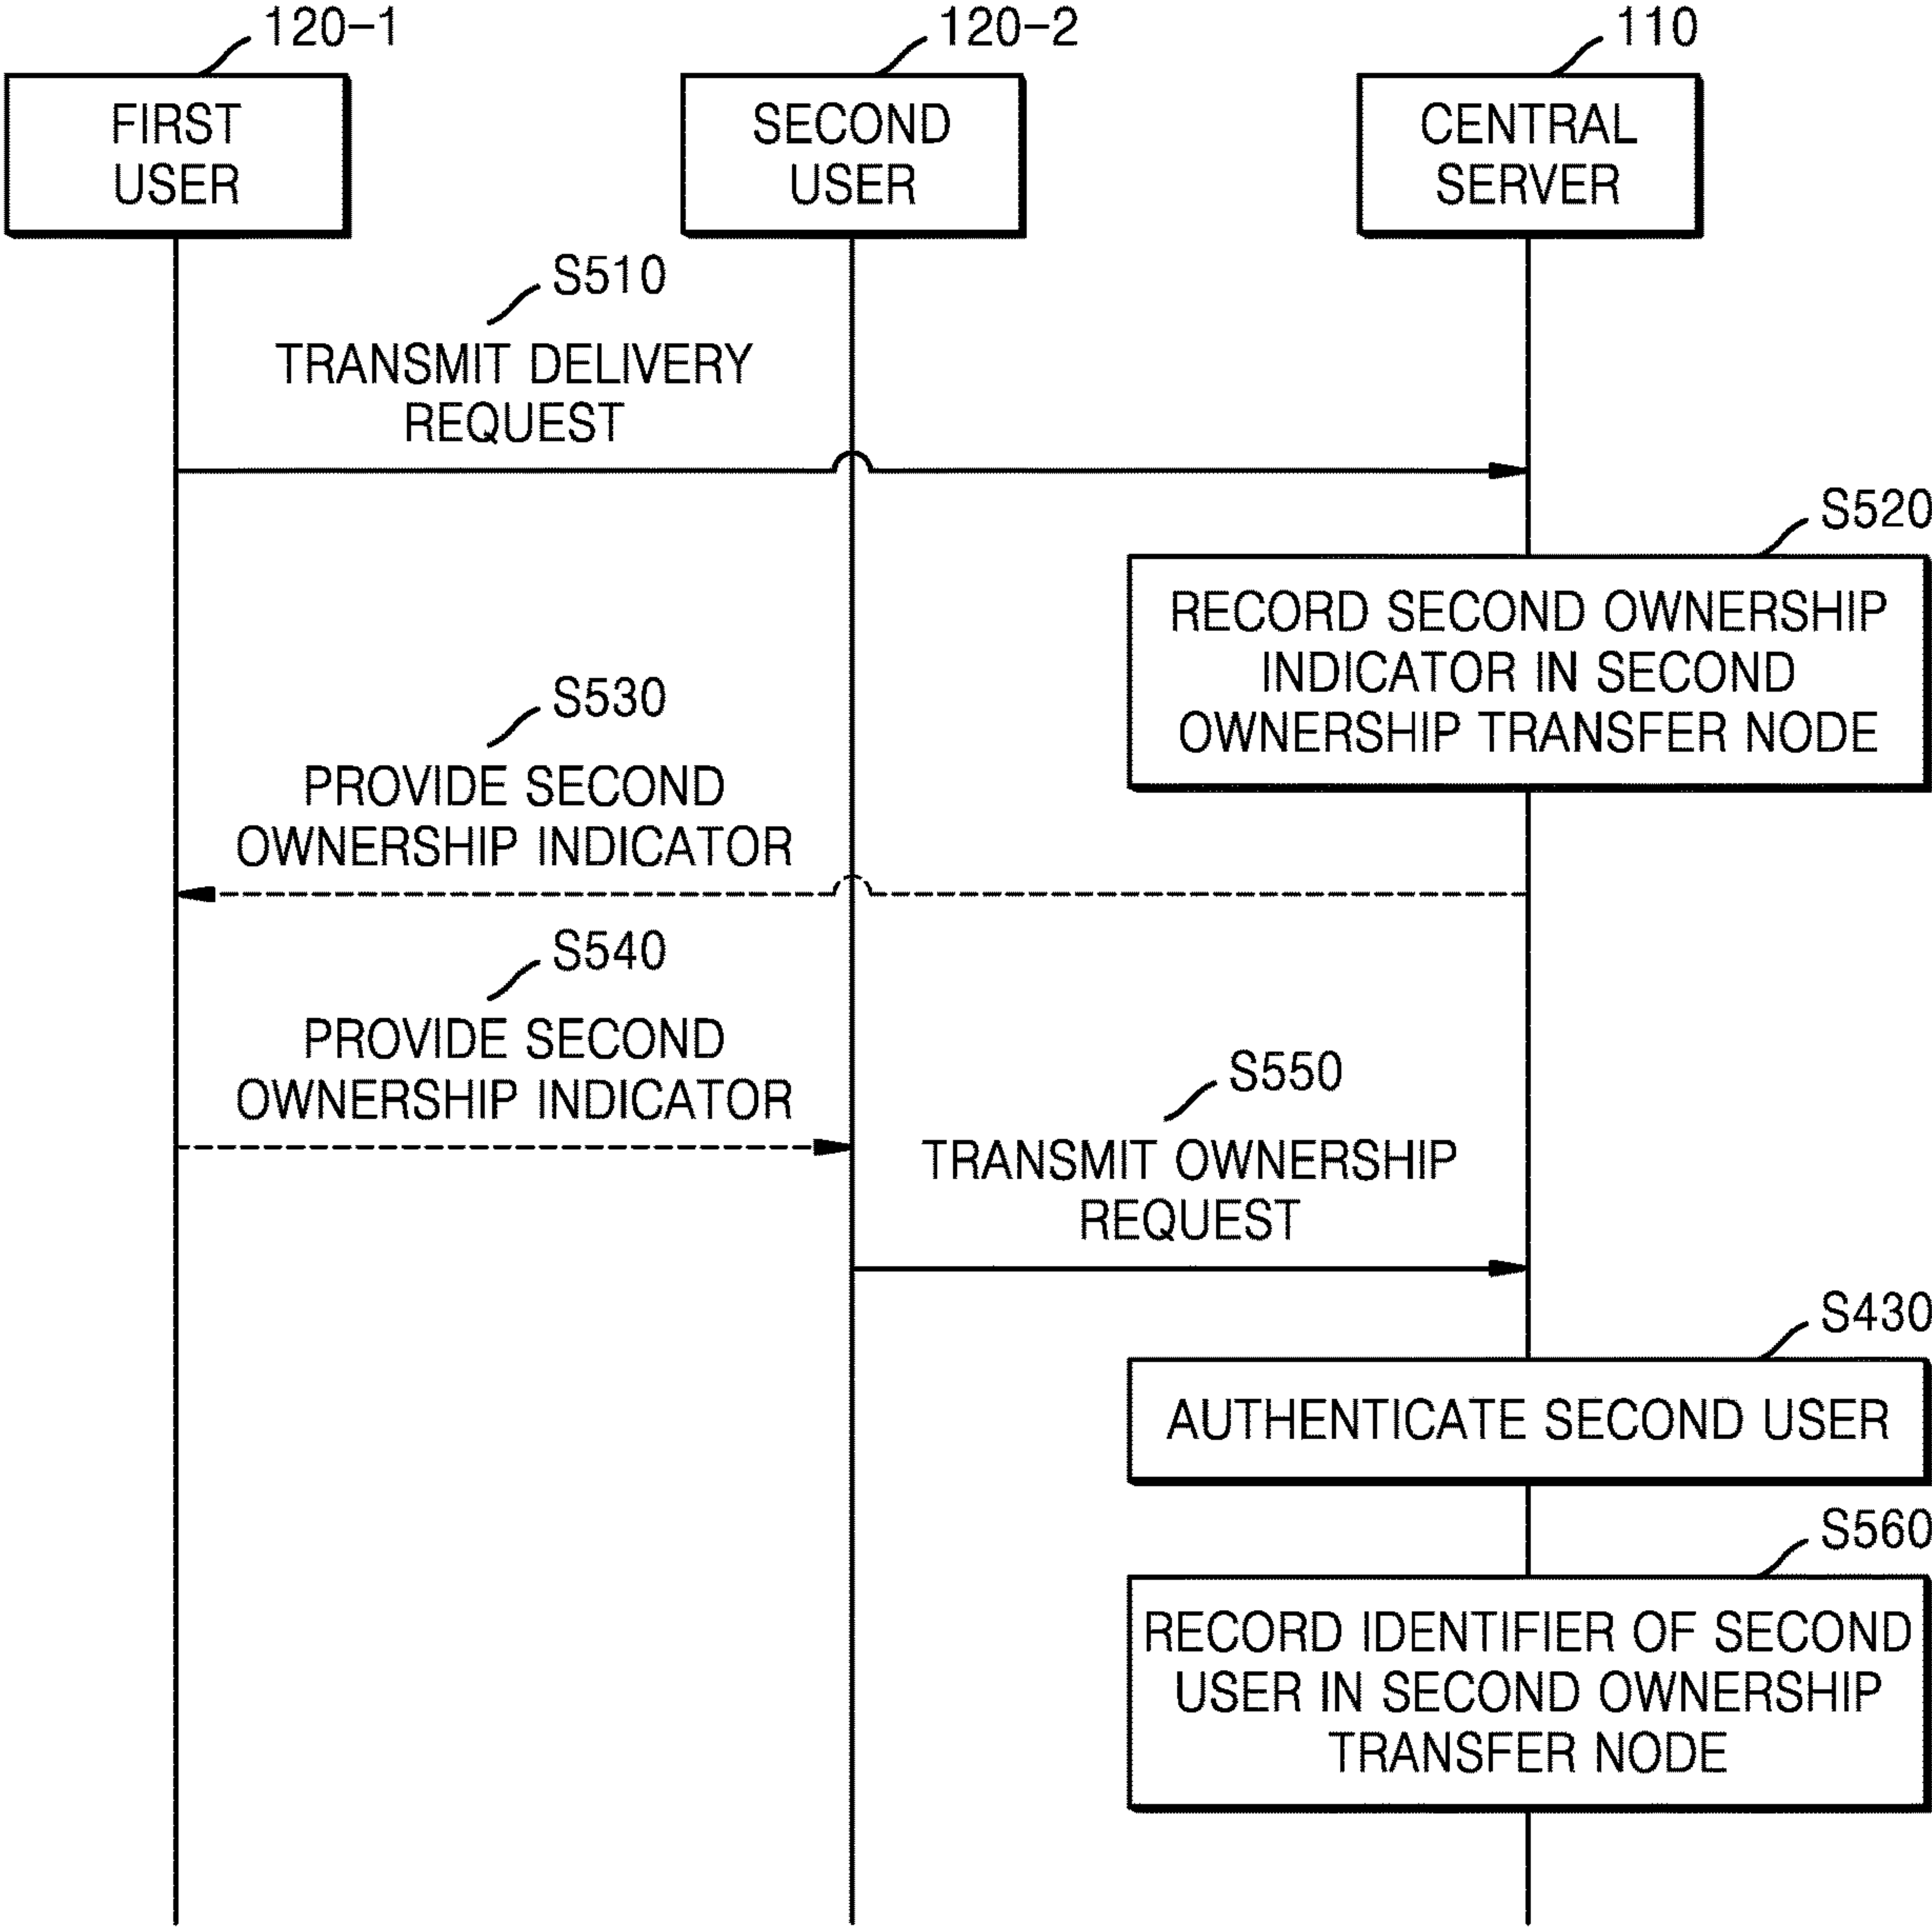 120-1
120-2
110
FIRST
USER
SECOND
USER
CENTRAL
SERVER
S510
TRANSMIT DELIVERY
REQUEST
S520
RECORD SECOND OWNERSHIP
INDICATOR IN SECOND
OWNERSHIP TRANSFER NODE
S530
PROVIDE SECOND
OWNERSHIP INDICATOR
S540
PROVIDE SECOND
OWNERSHIP INDICATOR
S550
TRANSMIT OWNERSHIP
REQUEST
S430
AUTHENTICATE SECOND USER
S560
RECORD IDENTIFIER OF SECOND
USER IN SECOND OWNERSHIP
TRANSFER NODE